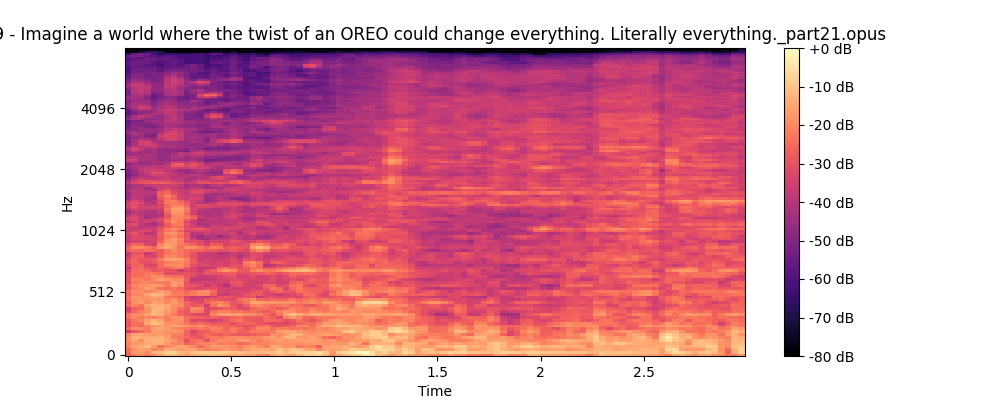 - Imagine a world where the twist of an OREO could change everything. Literally everything._part21.opus
+0 dB
4096
2048
1024
512
0
Hz
-10 dB
-20 dB
-30 dB
-40 dB
-50 dB
-60 dB
-70 dB
-80 dB
0
0.5
1
1.5
2
2.5
Time